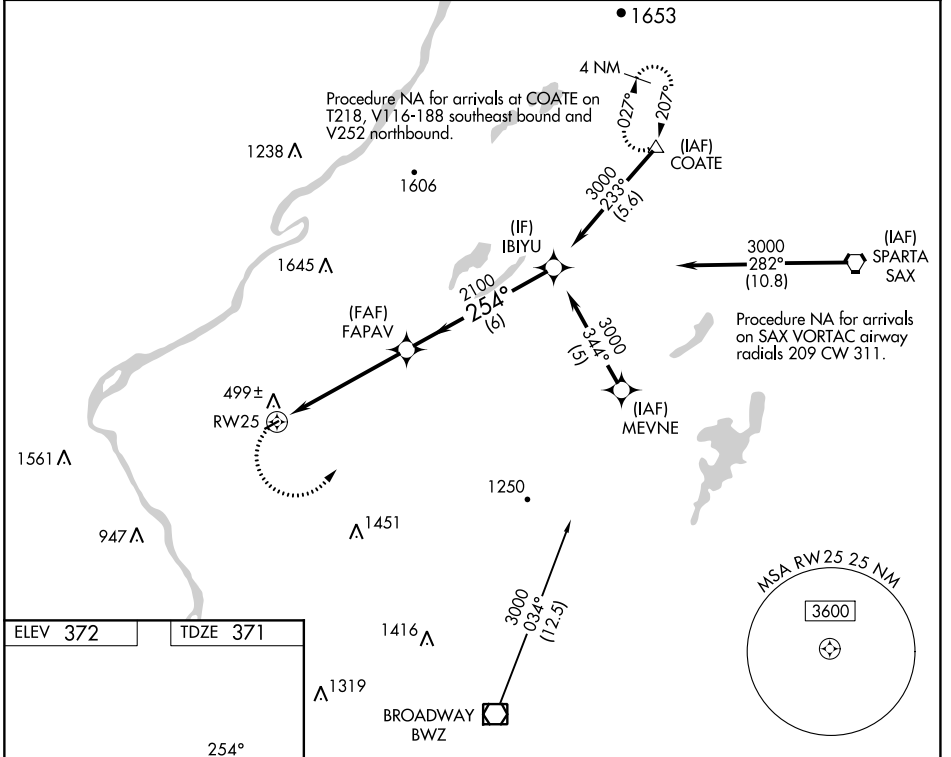 1653
4 NM
027°
207°
Procedure NA for arrivals at COATE on
T218, V116-188 southeast bound and
V252 northbound.
1238
1606
(IAF)
COATE
3000
233°
(5.6)
(IF)
IBIYU
1645
3000
282°
(10.8)
(IAF)
SPARTA
SAX
2100
254°
(6)
(FAF)
FAPAV
3000
344°
(5)
Procedure NA for arrivals
on SAX VORTAC airway
radials 209 CW 311.
499±
RW25
(IAF)
MEVNE
1561
1250
947
1451
3000
034°
(12.5)
MSA RW25 25 NM
3600
ELEV 372
TDZE 371
1416
1319
BROADWAY
BWZ
254°